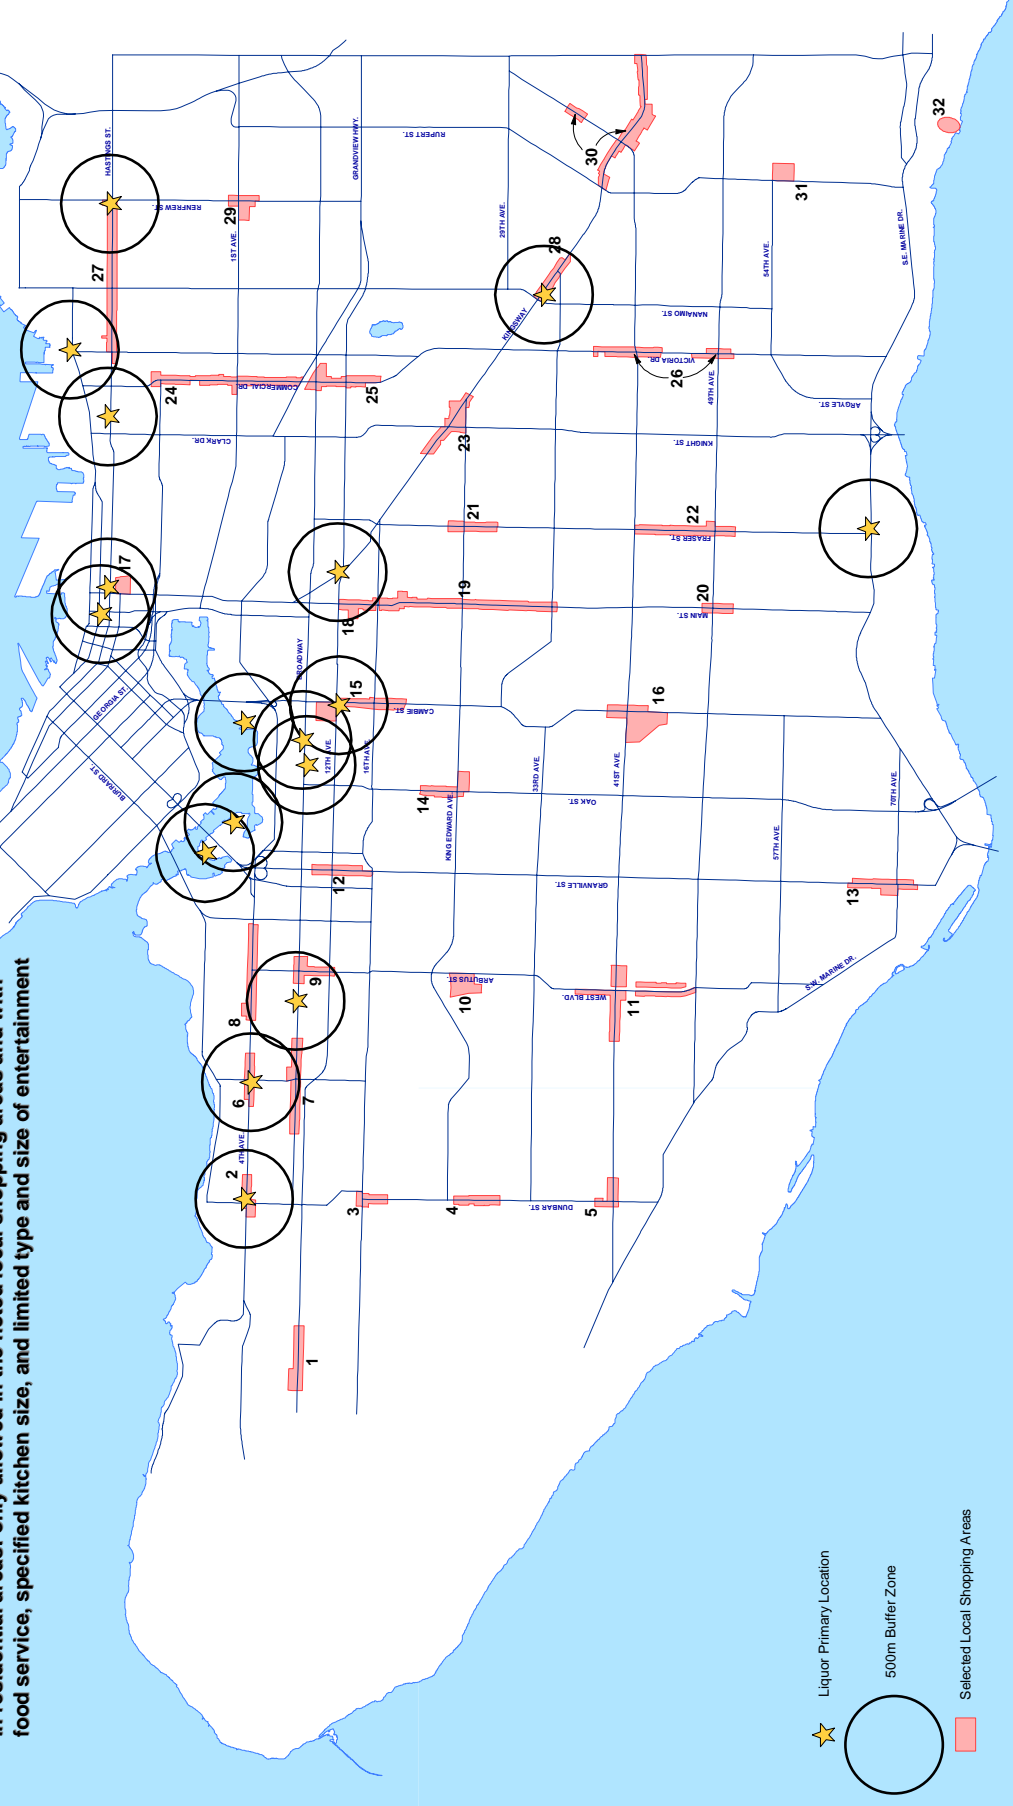 food service, specified kitchen size, and limited type and size of entertainment
HASTINGS ST.
RENFREW ST.
RUPERT ST.
GRANDVIEW HWY.
1ST AVE.
29TH AVE.
54TH AVE.
S.E. MARINE DR.
NANAIMO ST.
KINGSWAY
VICTORIA DR
49TH AVE.
ARGYLE ST.
COMMERCIAL DR.
CLARK DR.
KNIGHT ST.
FRASER ST.
MAIN ST.
GEORGIA ST.
BURRARD ST.
BROADWAY
12TH AVE.
16TH AVE.
CAMBIE ST.
KING EDWARD AVE.
33RD AVE.
41ST AVE.
OAK ST.
57TH AVE.
70TH AVE.
GRANVILLE ST.
ARBUTUS ST.
WEST BLVD.
S.W. MARINE DR.
4TH AVE.
DUNBAR ST.
1
2
3
4
5
6
7
8
9
10
11
12
13
14
15
16
17
18
19
20
21
22
23
24
25
26
27
28
29
30
31
32
Liquor Primary Location
500m Buffer Zone
Selected Local Shopping Areas